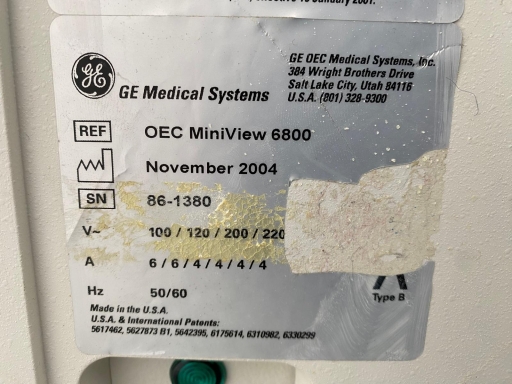 GE OEC Medical Systems, Inc.
384 Wright Brothers Drive
Salt Lake City, Utah 84116
U.S.A. (801) 328-9300
GE
GE Medical Systems
REF OEC MiniView 6800
November 2004
SN 86-1380
V~ 100 / 120 / 200 / 220
A 6 / 6 / 4 / 4 / 4 / 4
Hz 50/60
Type B
Made in the U.S.A.
U.S.A. & International Patents:
5617462, 5627873 B1, 5642395, 6175614, 6310982, 6330299